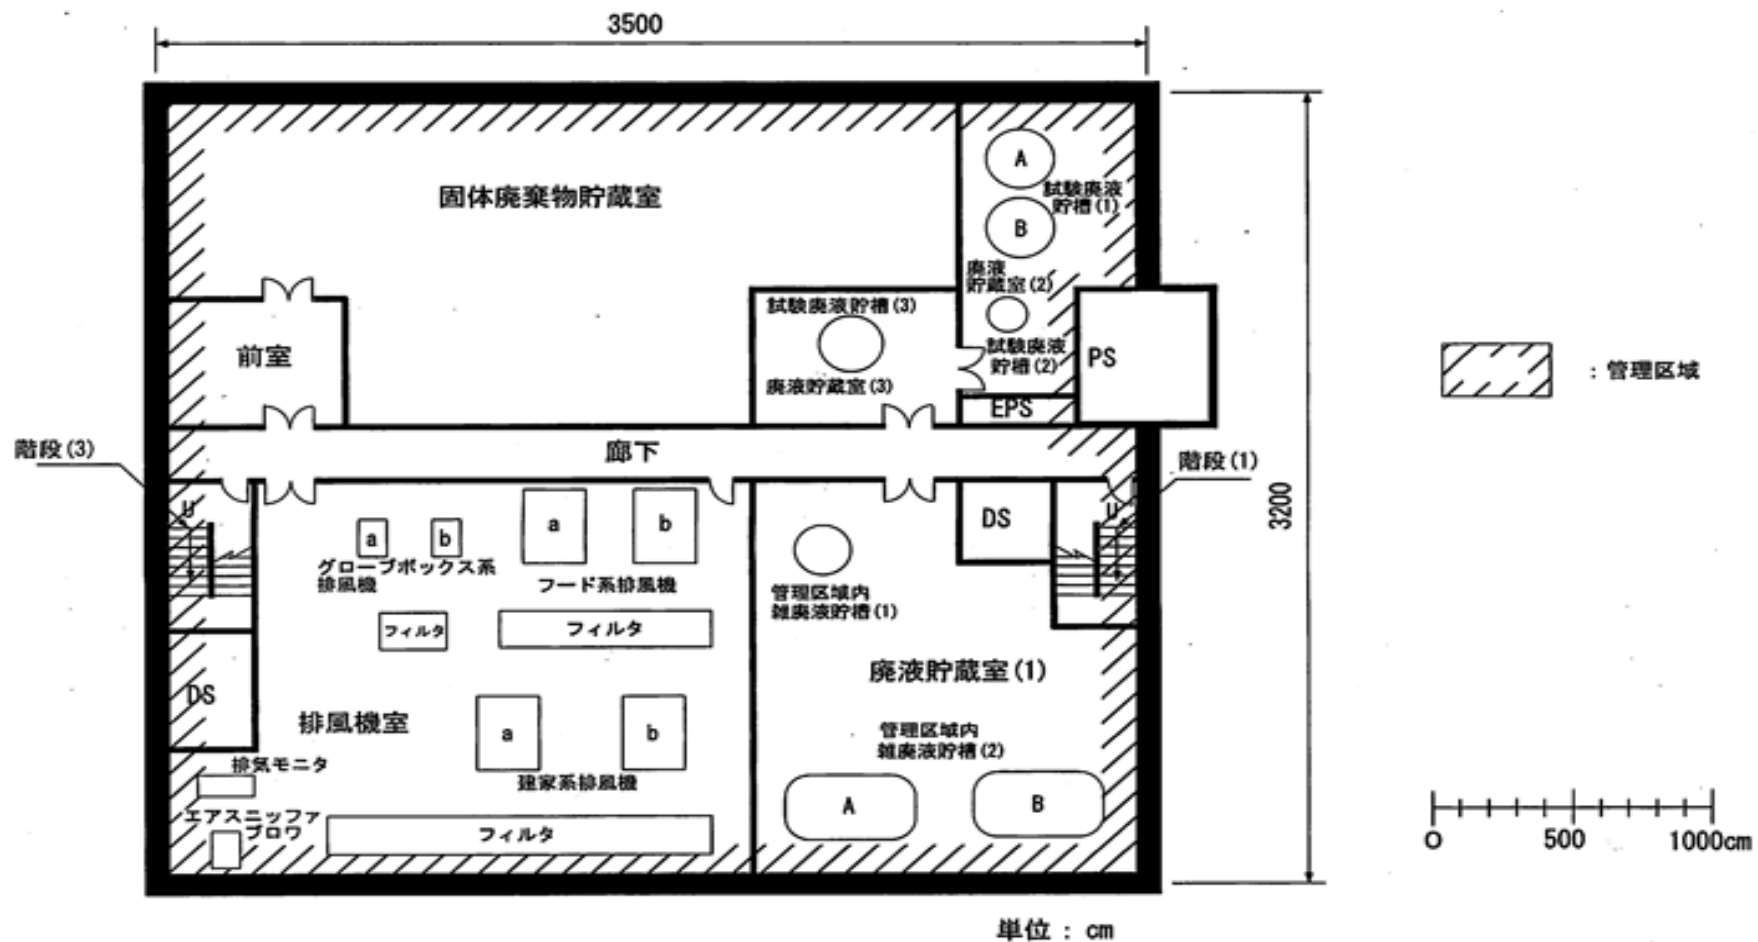 3500
固体廃棄物貯蔵室
A
試験廃液
貯槽(1)
B
廃液
貯蔵室(2)
試験廃液貯槽(3)
試験廃液
貯槽(2)
廃液貯蔵室(3)
前室
PS
EPS
：管理区域
階段(3)
廊下
階段(1)
3200
U
a
b
グローブボックス系
排風機
a
b
フード系排風機
DS
U
管理区域内
雑廃液貯槽(1)
フィルタ
フィルタ
廃液貯蔵室(1)
DS
排風機室
a
b
建家系排風機
管理区域内
雑廃液貯槽(2)
A
B
排気モニタ
エアスニッファ
ブロワ
フィルタ
0
500
1000cm
単位：cm